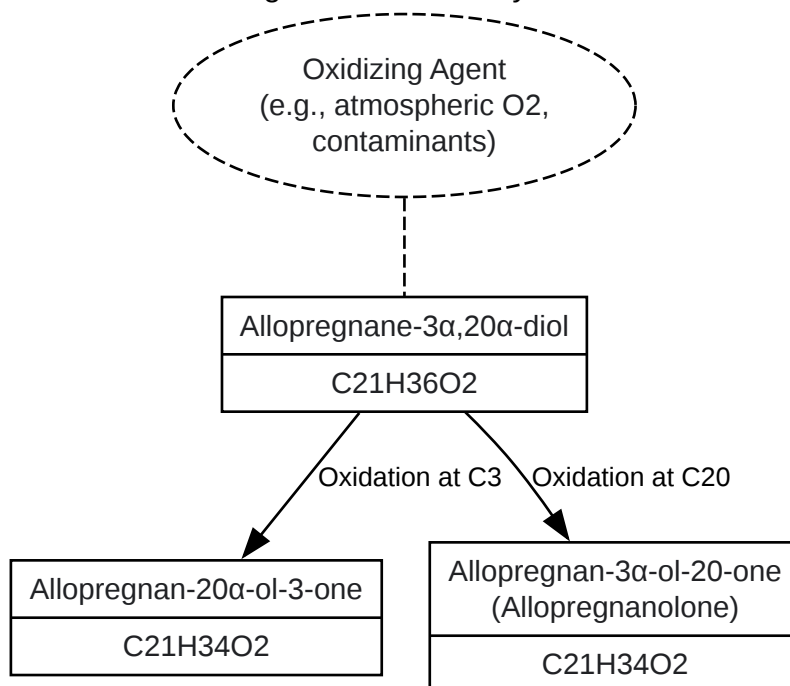 Oxidizing Agent
(e.g., atmospheric O2,
contaminants)
Allopregnane-3α,20α-diol
C21H36O2
Oxidation at C3
Oxidation at C20
Allopregnan-20α-ol-3-one
C21H34O2
Allopregnan-3α-ol-20-one
(Allopregnanolone)
C21H34O2